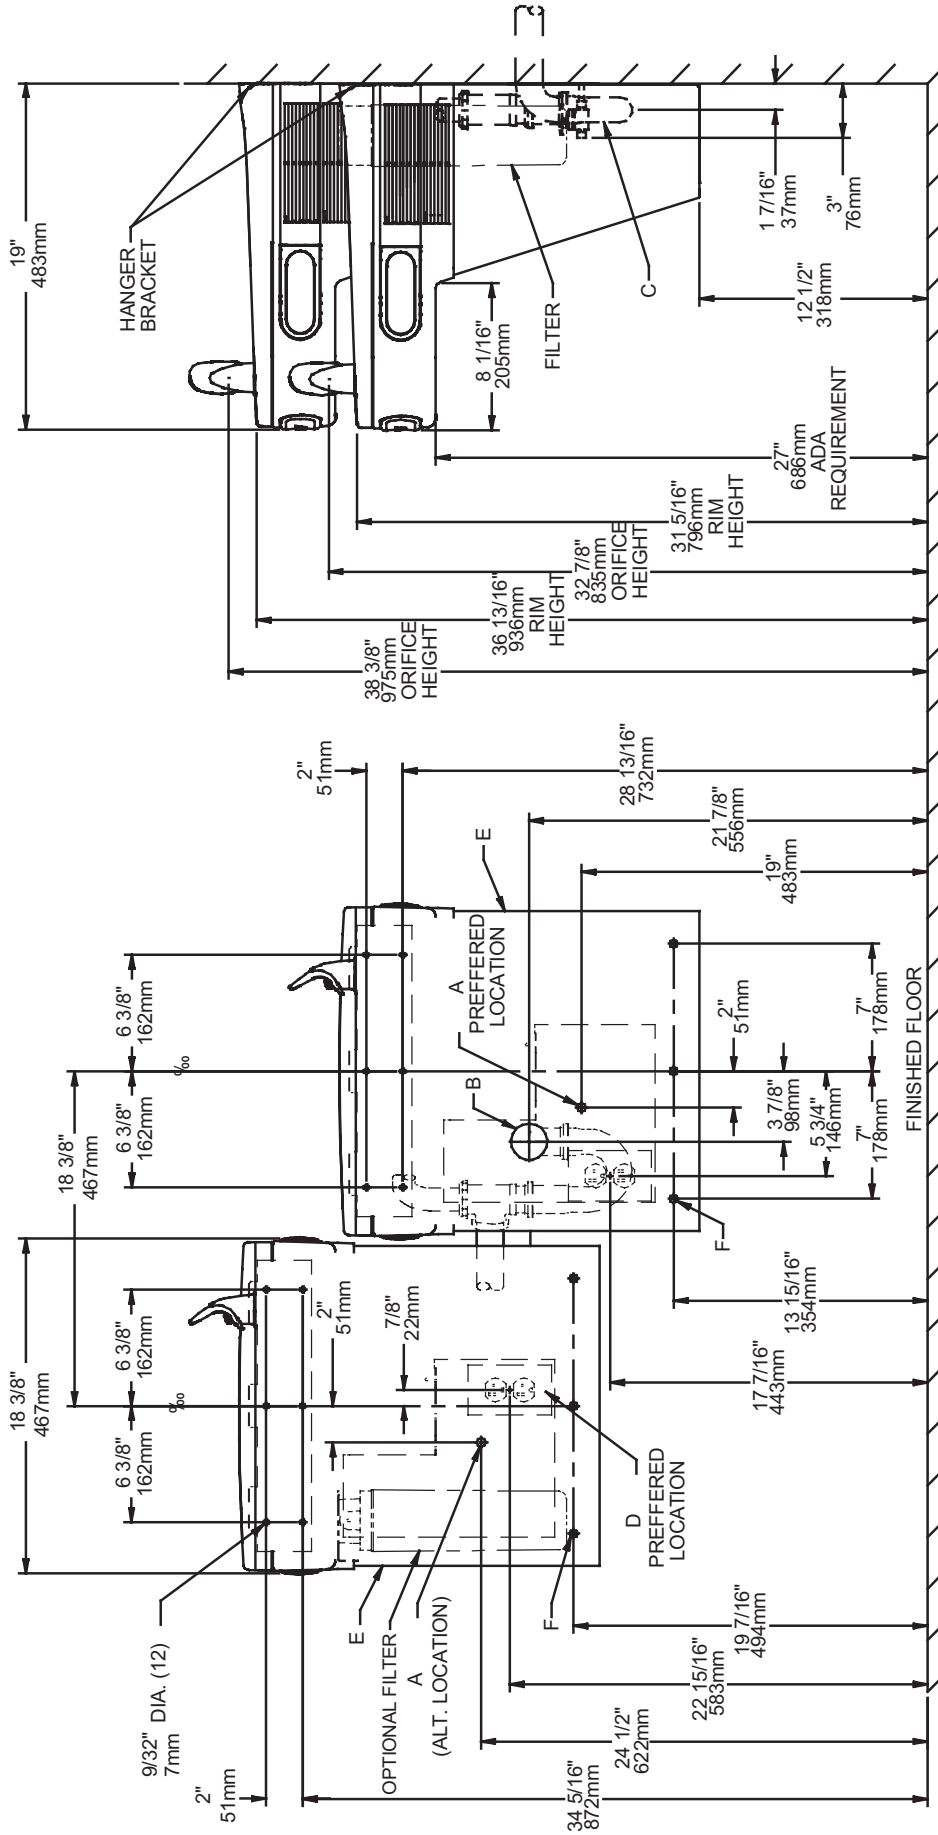 19"
483mm
HANGER
BRACKET
8 1/16"
205mm
FILTER
C
1 7/16"
37mm
3"
76mm
12 1/2"
318mm
27"
686mm
ADA
REQUIREMENT
31 5/16"
796mm
RIM
HEIGHT
32 7/8"
835mm
ORIFICE
HEIGHT
36 13/16"
936mm
RIM
HEIGHT
38 3/8"
975mm
ORIFICE
HEIGHT
2"
51mm
28 13/16"
732mm
21 7/8"
556mm
19"
483mm
E
A
PREFFERED
LOCATION
B
6 3/8"
162mm
‰
6 3/8"
162mm
18 3/8"
467mm
2"
51mm
3 7/8"
98mm
5 3/4"
146mm
7"
178mm
7"
178mm
FINISHED FLOOR
F
13 15/16"
354mm
17 7/16"
443mm
18 3/8"
467mm
6 3/8"
162mm
‰
6 3/8"
162mm
2"
51mm
7/8"
22mm
D
PREFFERED
LOCATION
E
OPTIONAL FILTER
A
(ALT. LOCATION)
F
9/32" DIA. (12)
7mm
2"
51mm
19 7/16"
494mm
22 15/16"
583mm
24 1/2"
622mm
34 5/16"
872mm